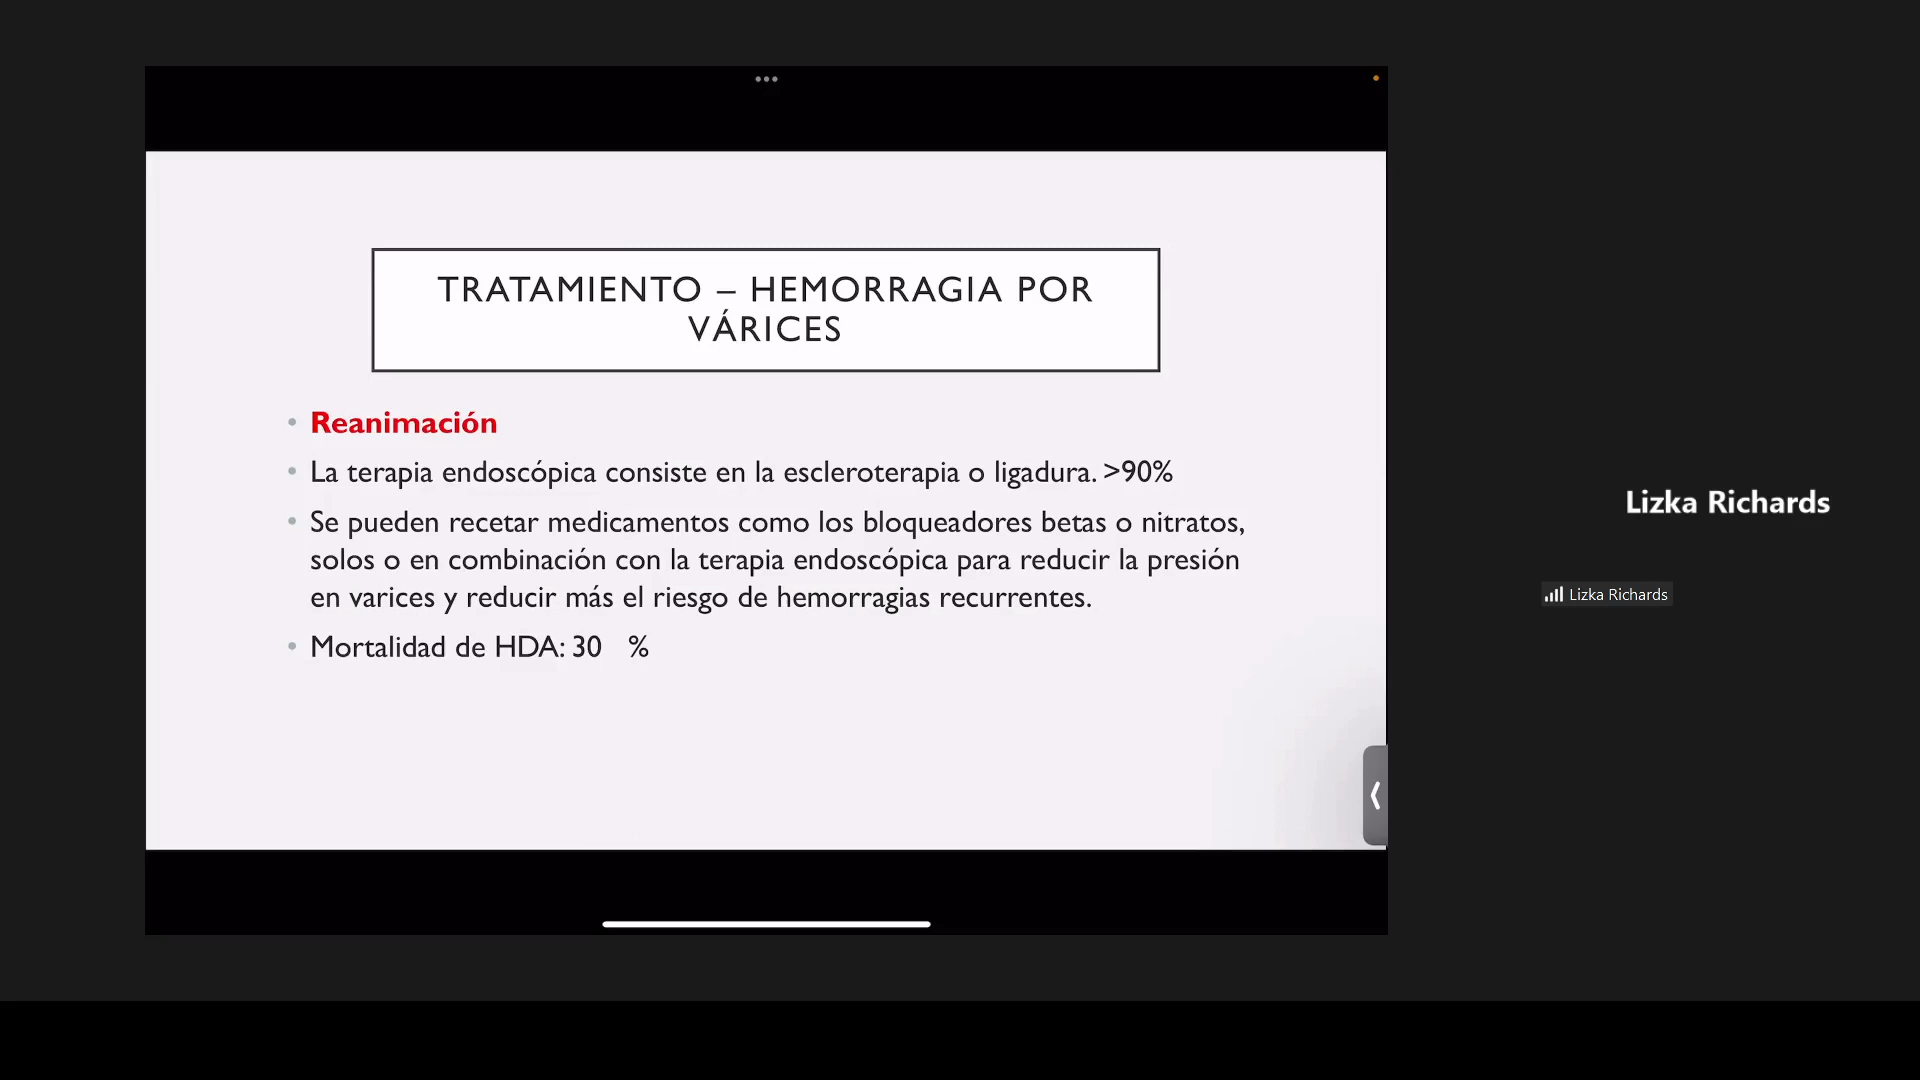 TRATAMIENTO – HEMORRAGIA POR
VÁRICES
• Reanimación
• La terapia endoscópica consiste en la escleroterapia o ligadura. >90%
• Se pueden recetar medicamentos como los bloqueadores betas o nitratos,
solos o en combinación con la terapia endoscópica para reducir la presión
en varices y reducir más el riesgo de hemorragias recurrentes.
• Mortalidad de HDA: 30 %
Lizka Richards
Lizka Richards